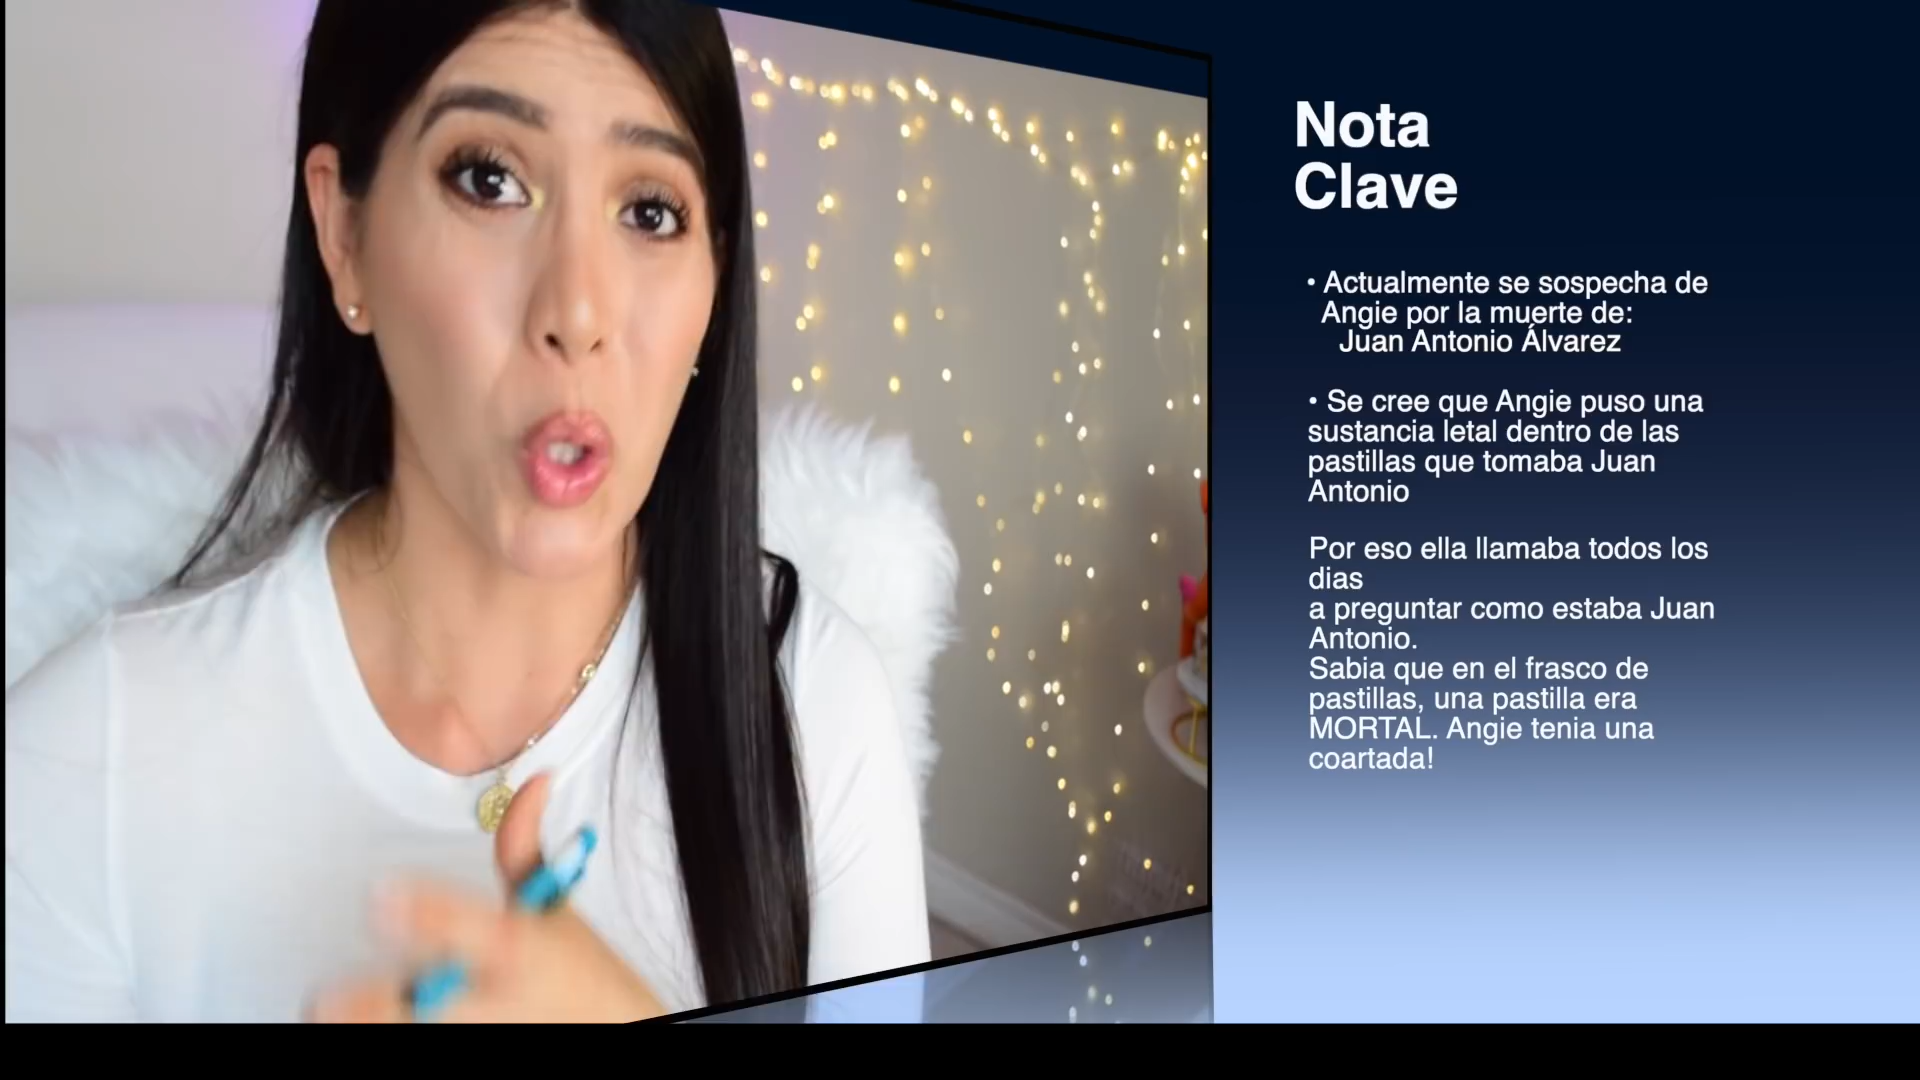 Nota
Clave
• Actualmente se sospecha de
Angie por la muerte de:
Juan Antonio Álvarez
• Se cree que Angie puso una
sustancia letal dentro de las
pastillas que tomaba Juan
Antonio
Por eso ella llamaba todos los
dias
a preguntar como estaba Juan
Antonio.
Sabia que en el frasco de
pastillas, una pastilla era
MORTAL. Angie tenia una
coartada!